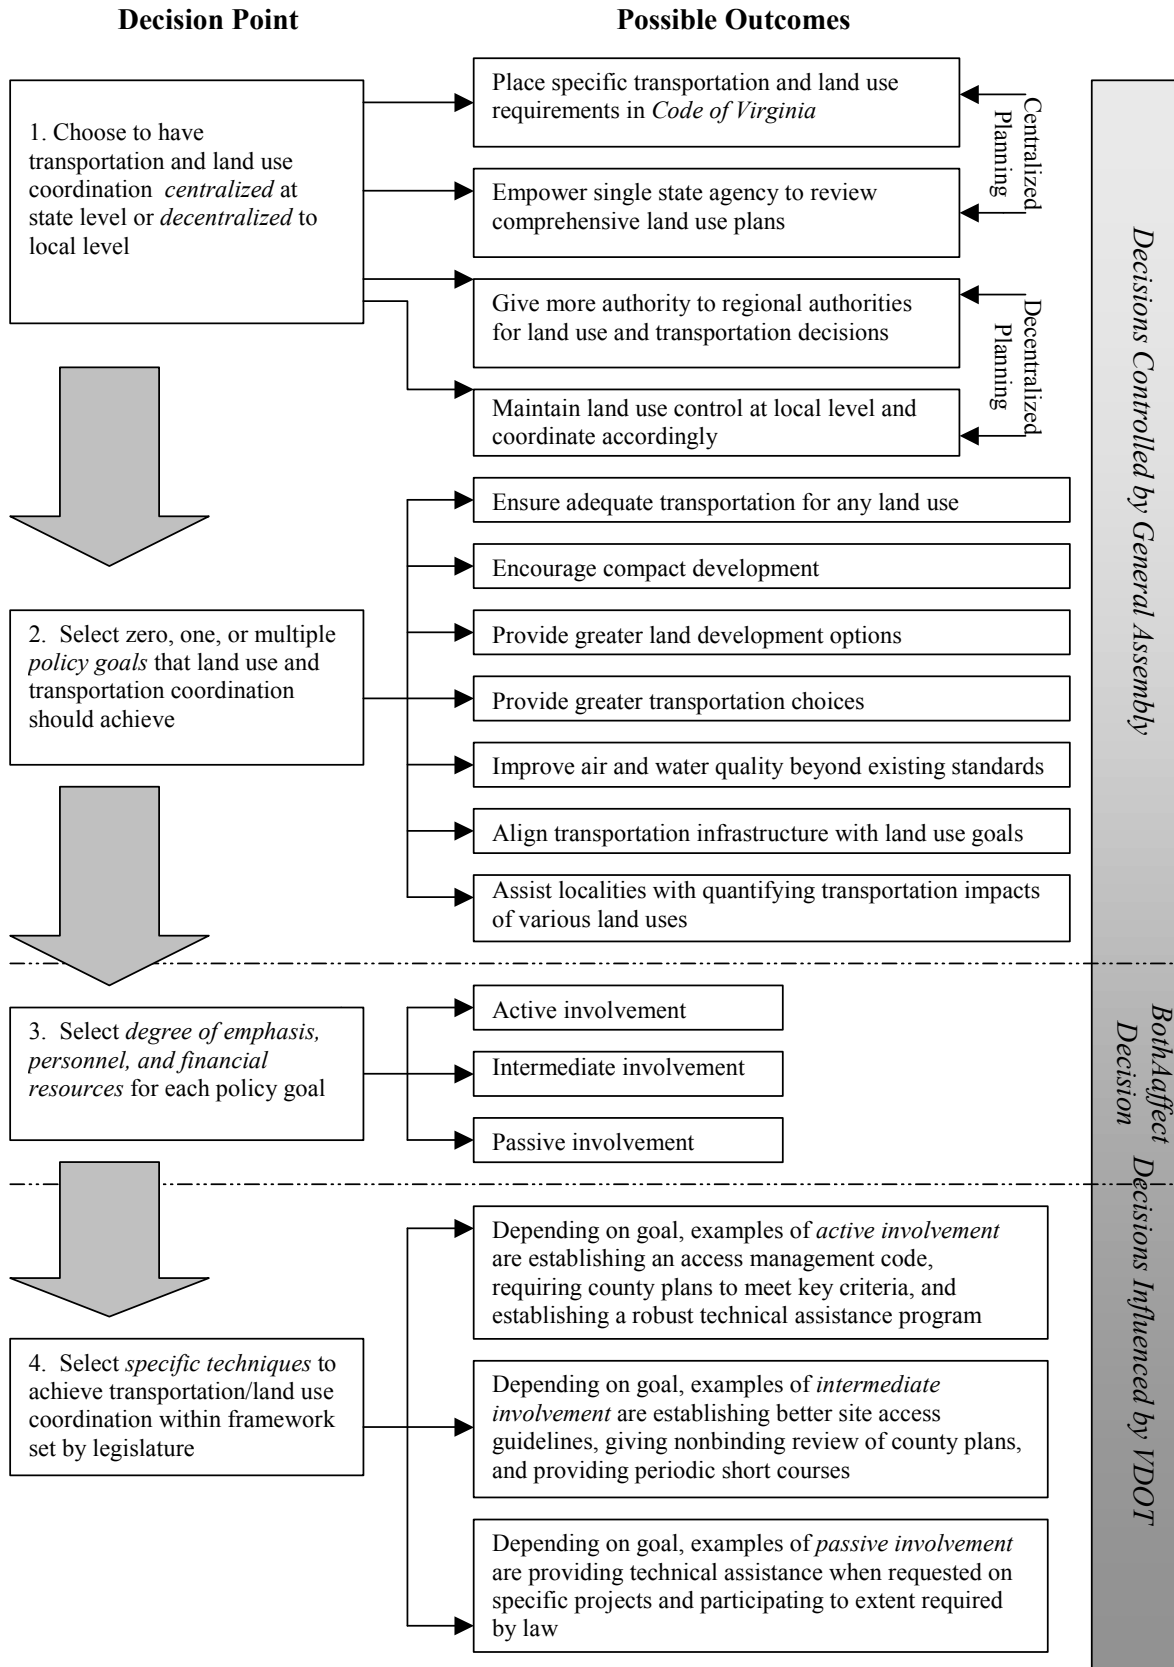 Decision Point
Possible Outcomes
1. Choose to have
transportation and land use
coordination centralized at
state level or decentralized to
local level
Place specific transportation and land use
requirements in Code of Virginia
Empower single state agency to review
comprehensive land use plans
Give more authority to regional authorities
for land use and transportation decisions
Maintain land use control at local level and
coordinate accordingly
Centralized
Planning
Decentralized
Planning
2. Select zero, one, or multiple
policy goals that land use and
transportation coordination
should achieve
Ensure adequate transportation for any land use
Encourage compact development
Provide greater land development options
Provide greater transportation choices
Improve air and water quality beyond existing standards
Align transportation infrastructure with land use goals
Assist localities with quantifying transportation impacts
of various land uses
Decisions Controlled by General Assembly
3. Select degree of emphasis,
personnel, and financial
resources for each policy goal
Active involvement
Intermediate involvement
Passive involvement
BothAaffect
Decision
4. Select specific techniques to
achieve transportation/land use
coordination within framework
set by legislature
Depending on goal, examples of active involvement
are establishing an access management code,
requiring county plans to meet key criteria, and
establishing a robust technical assistance program
Depending on goal, examples of intermediate
involvement are establishing better site access
guidelines, giving nonbinding review of county plans,
and providing periodic short courses
Depending on goal, examples of passive involvement
are providing technical assistance when requested on
specific projects and participating to extent required
by law
Decisions Influenced by VDOT